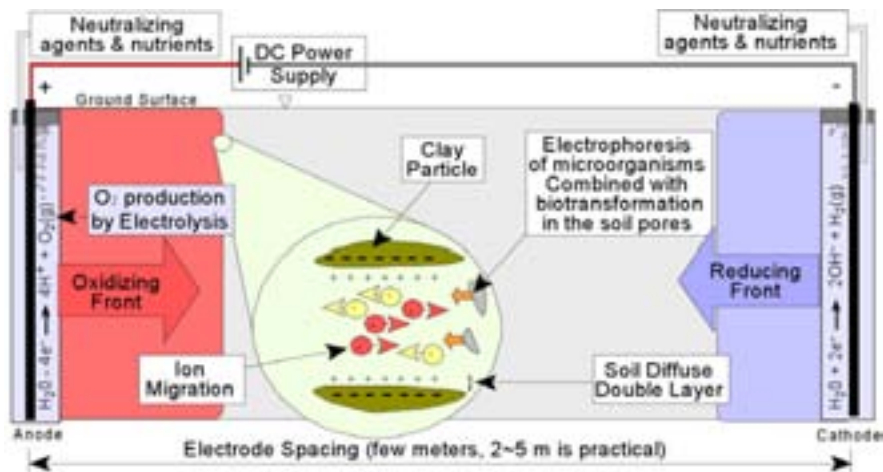 Neutralizing
agents & nutrients
DC Power
Supply
Neutralizing
agents & nutrients
+
-
Ground Surface
Clay
Particle
Electrophoresis
of microorganisms
Combined with
biotransformation
in the soil pores
O₂ production
by Electrolysis
Oxidizing
Front
Reducing
Front
H₂0 - 4e⁻ → 4H⁺ + O₂(g)
H₂0 + 2e⁻ → 2OH⁻ + H₂(g)
Ion
Migration
Soil Diffuse
Double Layer
Anode
Cathode
Electrode Spacing (few meters, 2~5 m is practical)